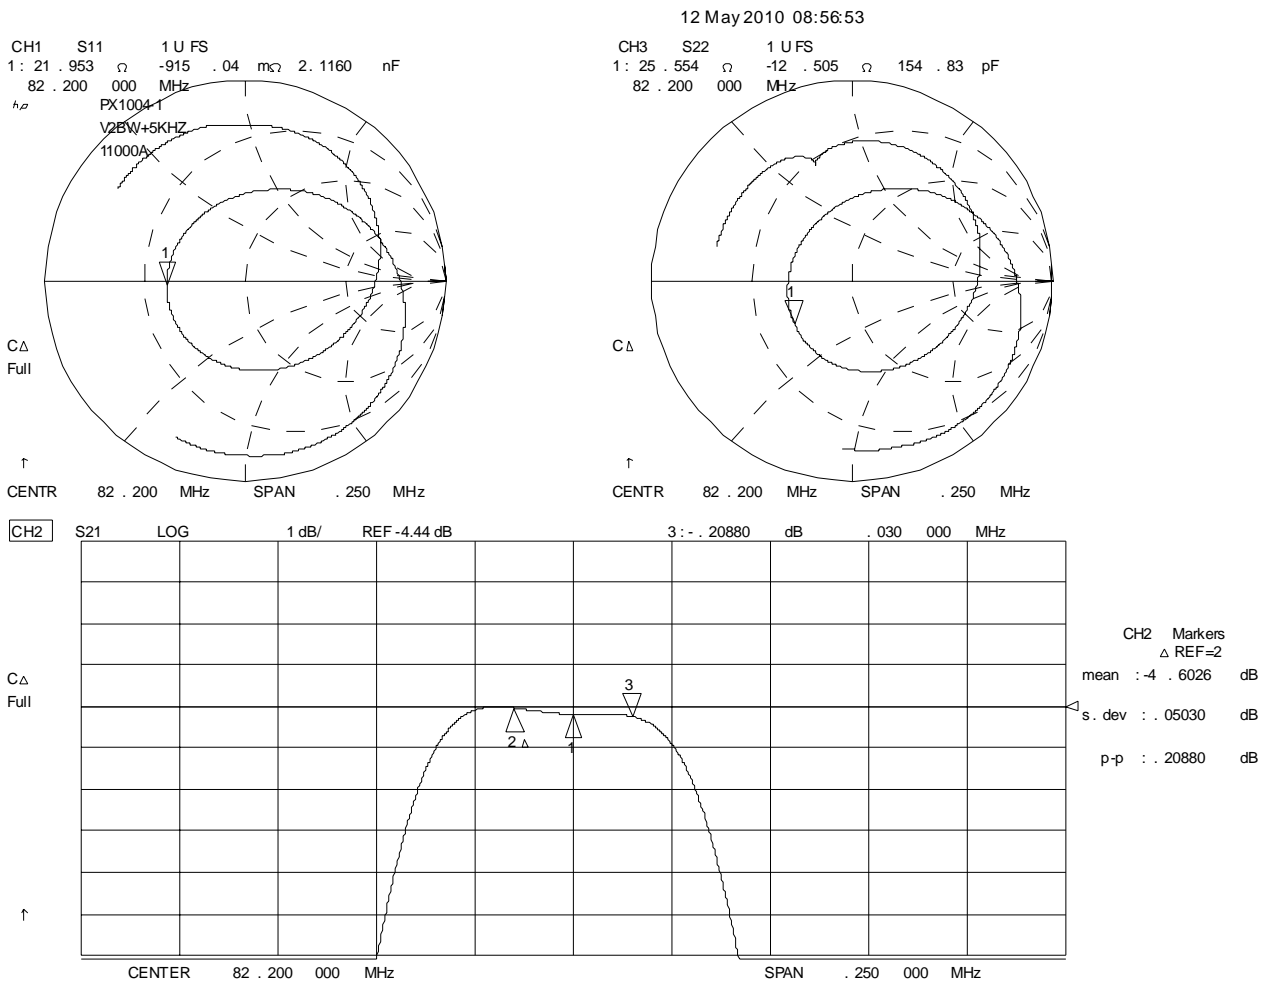 12 May 2010 08:56:53
CH1 S11 1 U FS
1 : 21 . 953 Ω -915 . 04 mΩ 2. 1160 nF
82 . 200 000 MHz
hp
PX1004-1
V2BW+5KHZ
11000A
1
C△
Full
↑
CENTR 82 . 200 MHz SPAN . 250 MHz
CH3 S22 1 U FS
1 : 25 . 554 Ω -12 . 505 Ω 154 . 83 pF
82 . 200 000 MHz
1
C△
↑
CENTR 82 . 200 MHz SPAN . 250 MHz
CH2 S21 LOG 1 dB/ REF -4.44 dB 3 : - . 20880 dB . 030 000 MHz
C△
Full
3
2 △
1
CH2 Markers
△ REF=2
mean : -4 . 6026 dB
s. dev : . 05030 dB
p-p : . 20880 dB
↑
CENTER 82 . 200 000 MHz SPAN . 250 000 MHz